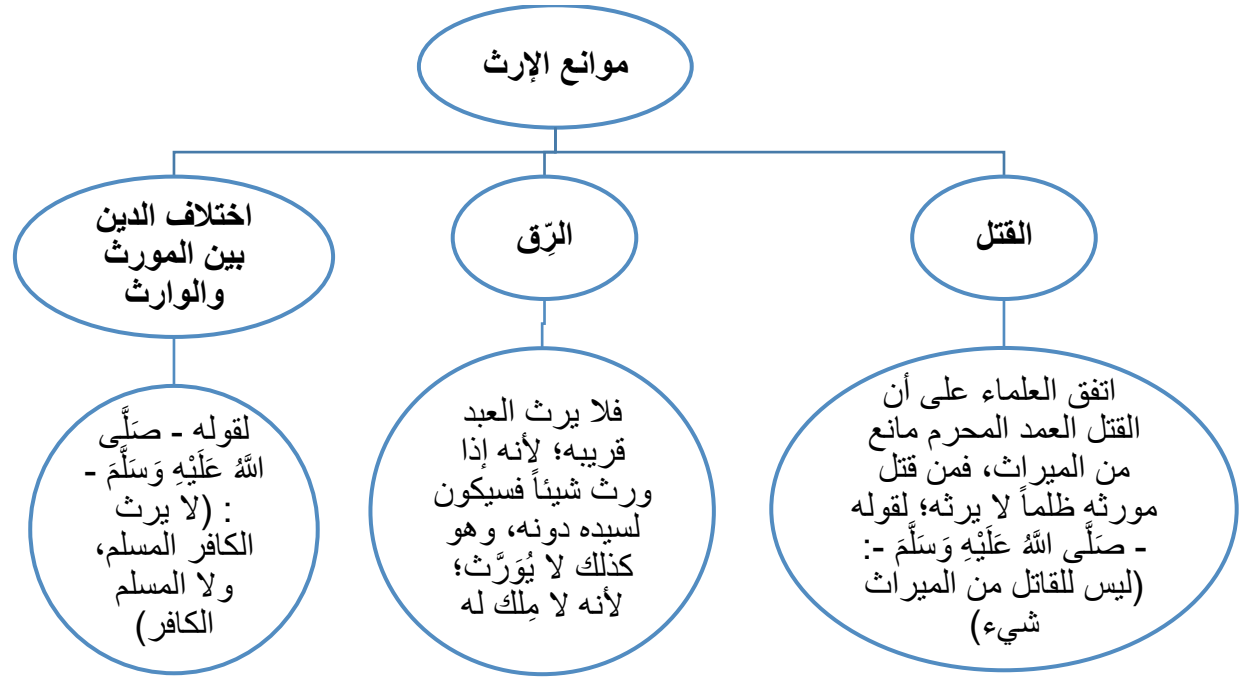 موانع الإرث
القتل
الرِّق
اختلاف الدين
بين المورث
والوارث
اتفق العلماء على أن
القتل العمد المحرم مانع
من الميراث، فمن قتل
مورثه ظلماً لا يرثه؛ لقوله
- صَلَّى اللَّهُ عَلَيْهِ وَسَلَّمَ -:
(ليس للقاتل من الميراث
شيء)
فلا يرث العبد
قريبه؛ لأنه إذا
ورث شيئاً فسيكون
لسيده دونه، وهو
كذلك لا يُوَرَّث؛
لأنه لا مِلك له
لقوله - صَلَّى
اللَّهُ عَلَيْهِ وَسَلَّمَ -
: (لا يرث
الكافر المسلم،
ولا المسلم
الكافر)